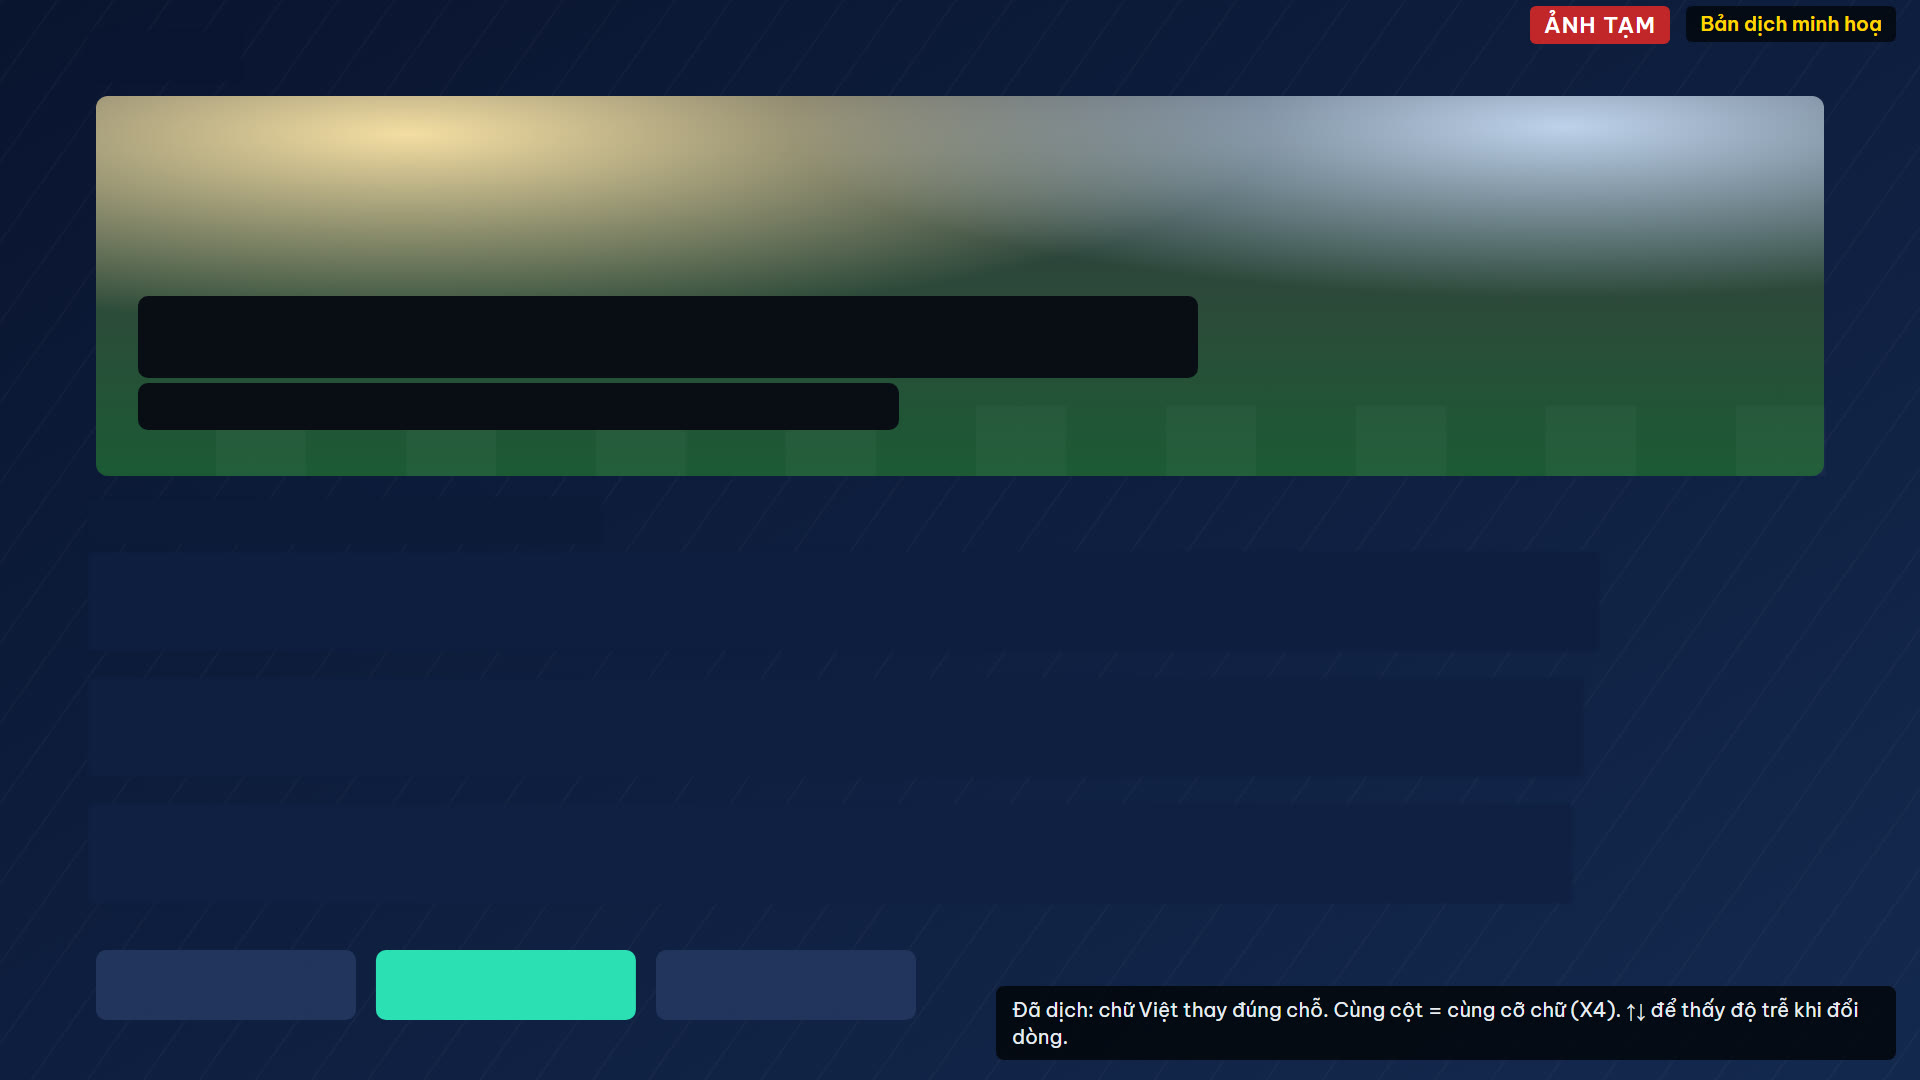 ẢNH TẠM
Bản dịch minh hoạ
Đã dịch: chữ Việt thay đúng chỗ. Cùng cột = cùng cỡ chữ (X4). ↑↓ để thấy độ trễ khi đổi
dòng.